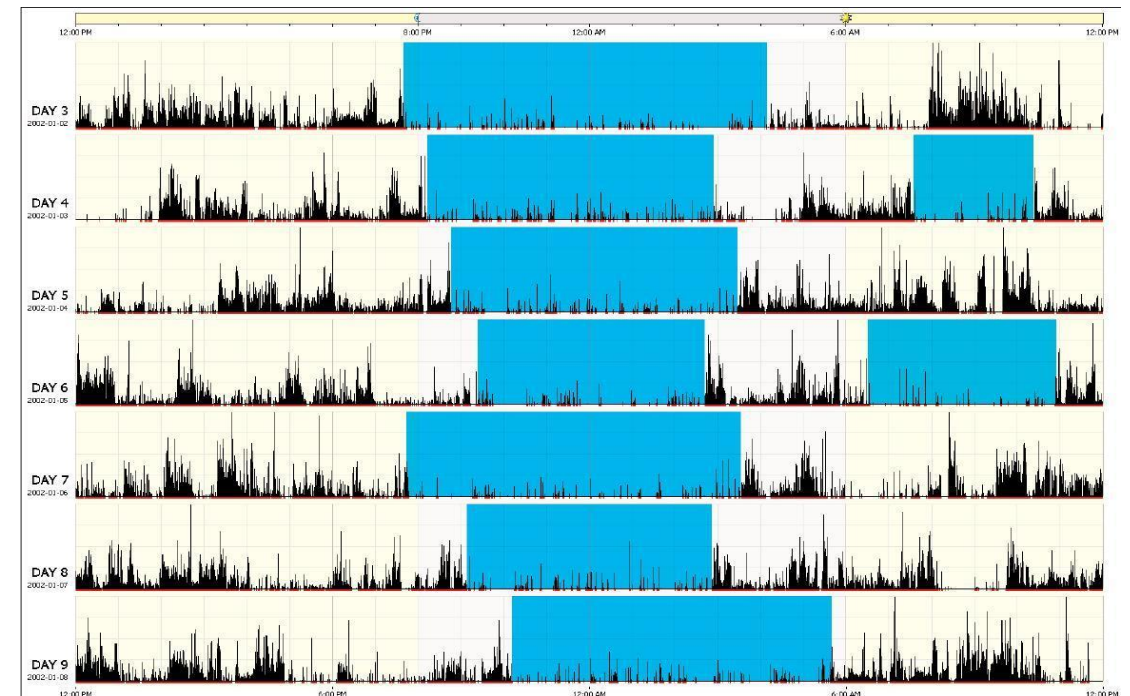 12:00 PM 8:00 PM 12:00 AM 6:00 AM 12:00 PM
DAY 3
2002-01-02
DAY 4
2002-01-03
DAY 5
2002-01-04
DAY 6
2002-01-05
DAY 7
2002-01-06
DAY 8
2002-01-07
DAY 9
2002-01-08
12:00 PM 6:00 PM 12:00 AM 6:00 AM 12:00 PM